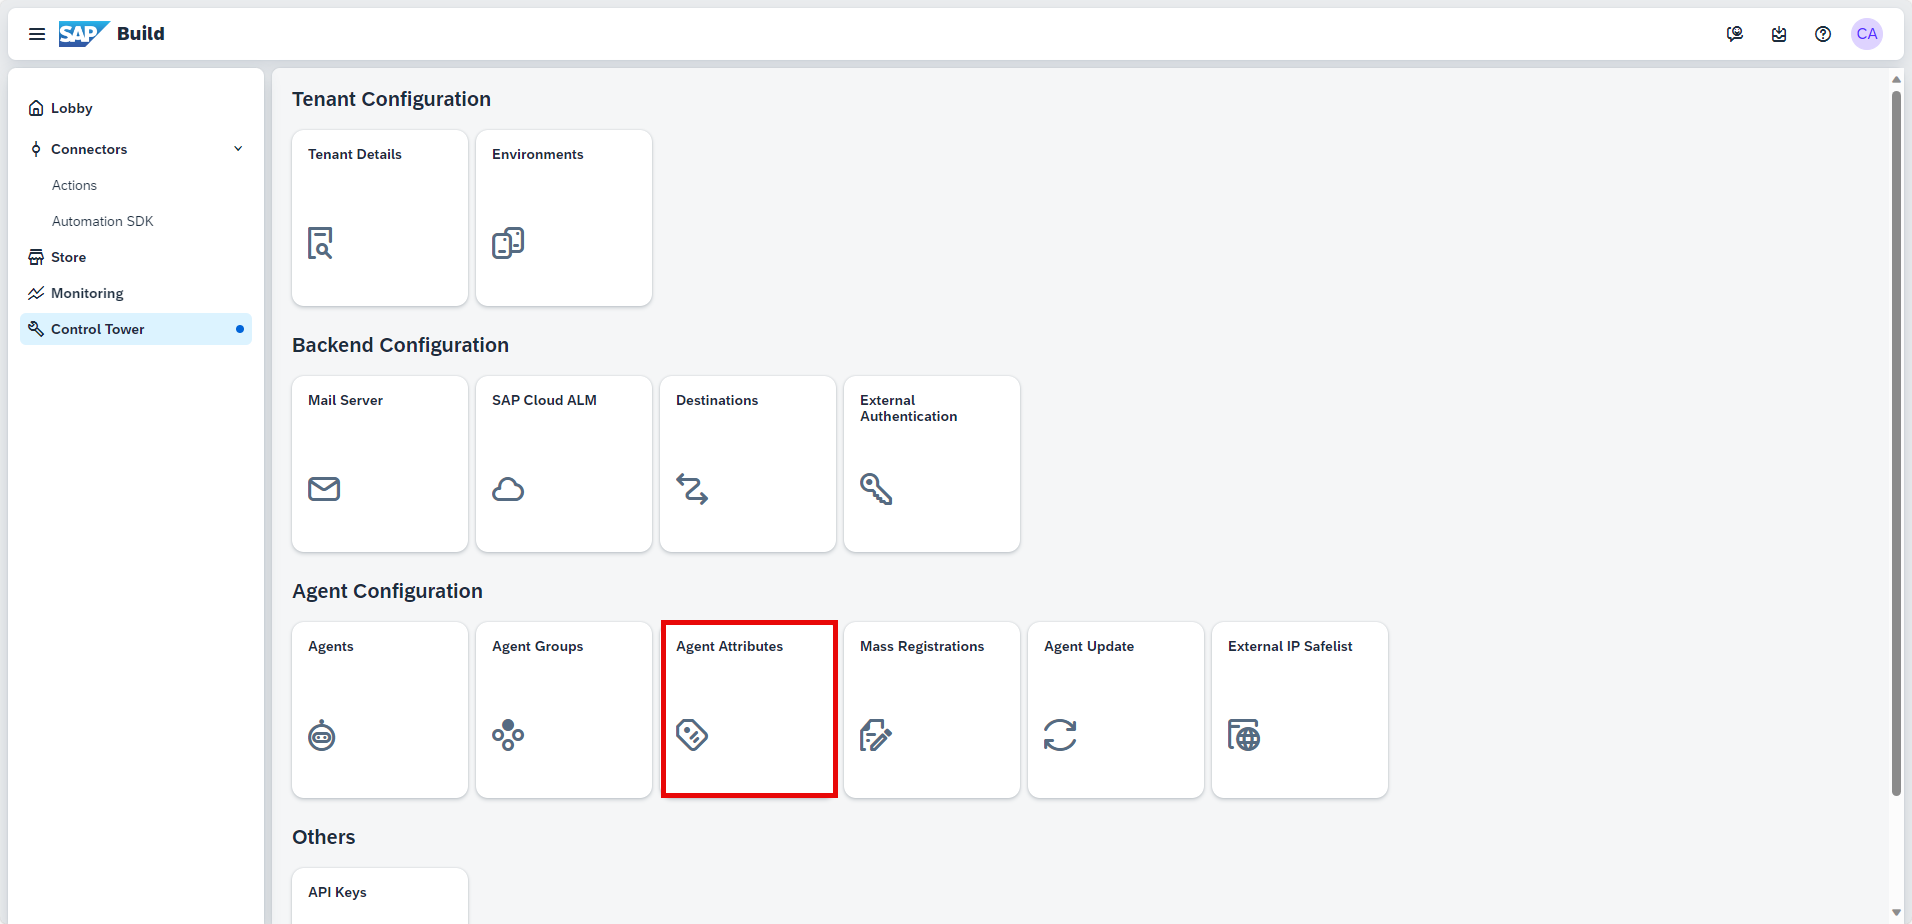 SAP Build
CA
Lobby
Connectors
Actions
Automation SDK
Store
Monitoring
Control Tower
Tenant Configuration
Tenant Details
Environments
Backend Configuration
Mail Server
SAP Cloud ALM
Destinations
External
Authentication
Agent Configuration
Agents
Agent Groups
Agent Attributes
Mass Registrations
Agent Update
External IP Safelist
Others
API Keys